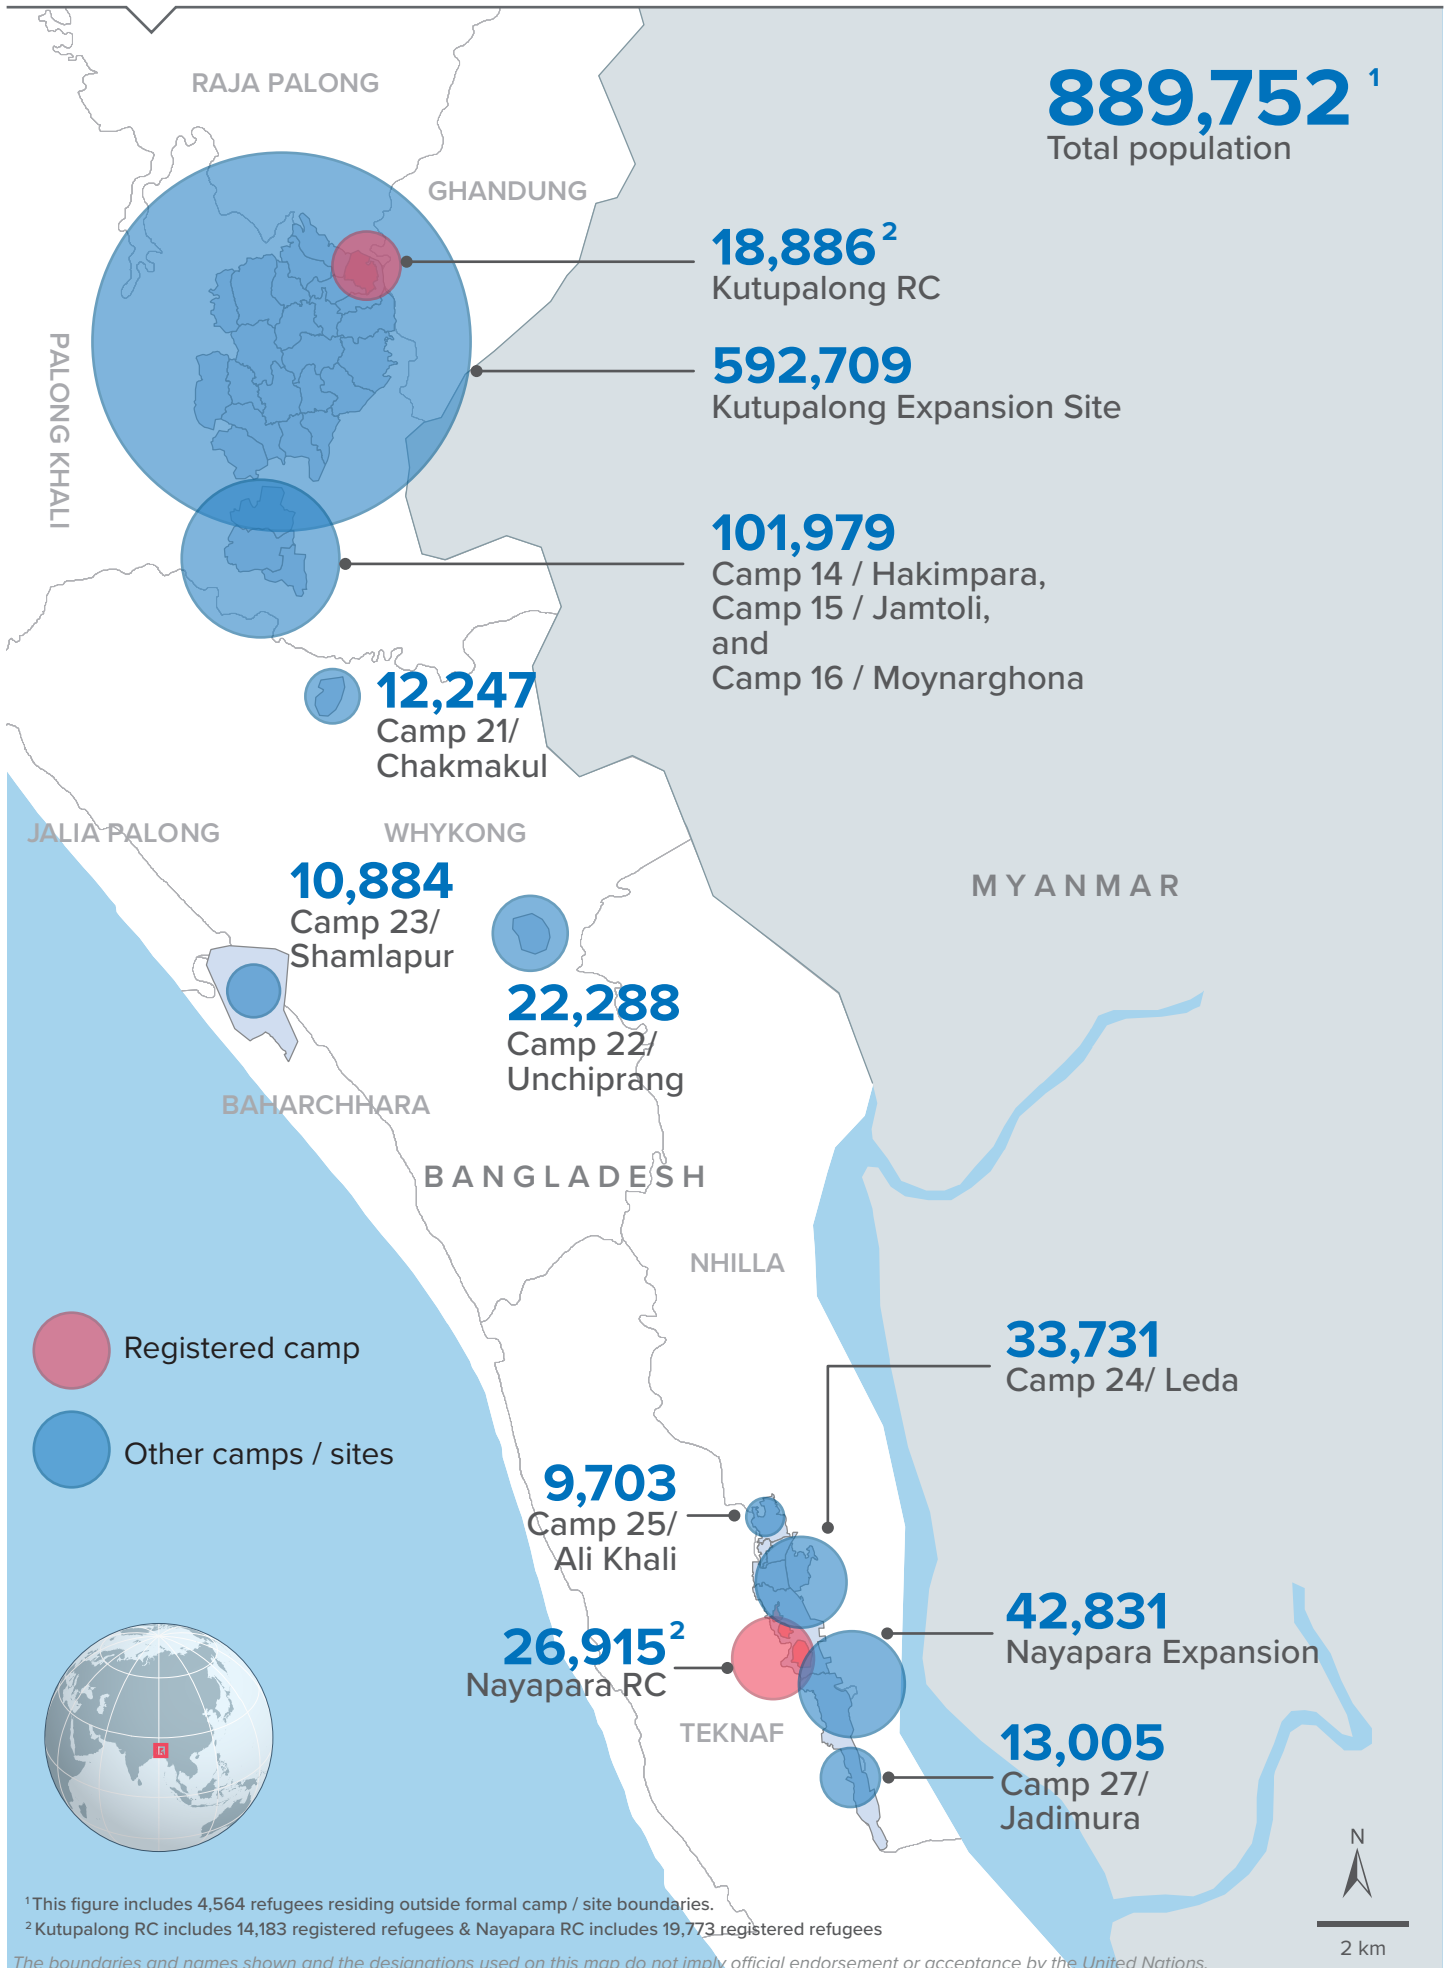 RAJA PALONG
889,752 ¹
Total population
GHANDUNG
18,886 ²
Kutupalong RC
592,709
Kutupalong Expansion Site
PALONG KHALI
101,979
Camp 14 / Hakimpara,
Camp 15 / Jamtoli,
and
Camp 16 / Moynarghona
12,247
Camp 21/
Chakmakul
JALIA PALONG
WHYKONG
10,884
Camp 23/
Shamlapur
MYANMAR
22,288
Camp 22/
Unchiprang
BAHARCHHARA
BANGLADESH
NHILLA
Registered camp
Other camps / sites
33,731
Camp 24/ Leda
9,703
Camp 25/
Ali Khali
42,831
Nayapara Expansion
26,915 ²
Nayapara RC
TEKNAF
13,005
Camp 27/
Jadimura
N
2 km
¹ This figure includes 4,564 refugees residing outside formal camp / site boundaries.
² Kutupalong RC includes 14,183 registered refugees & Nayapara RC includes 19,773 registered refugees
The boundaries and names shown and the designations used on this map do not imply official endorsement or acceptance by the United Nations.